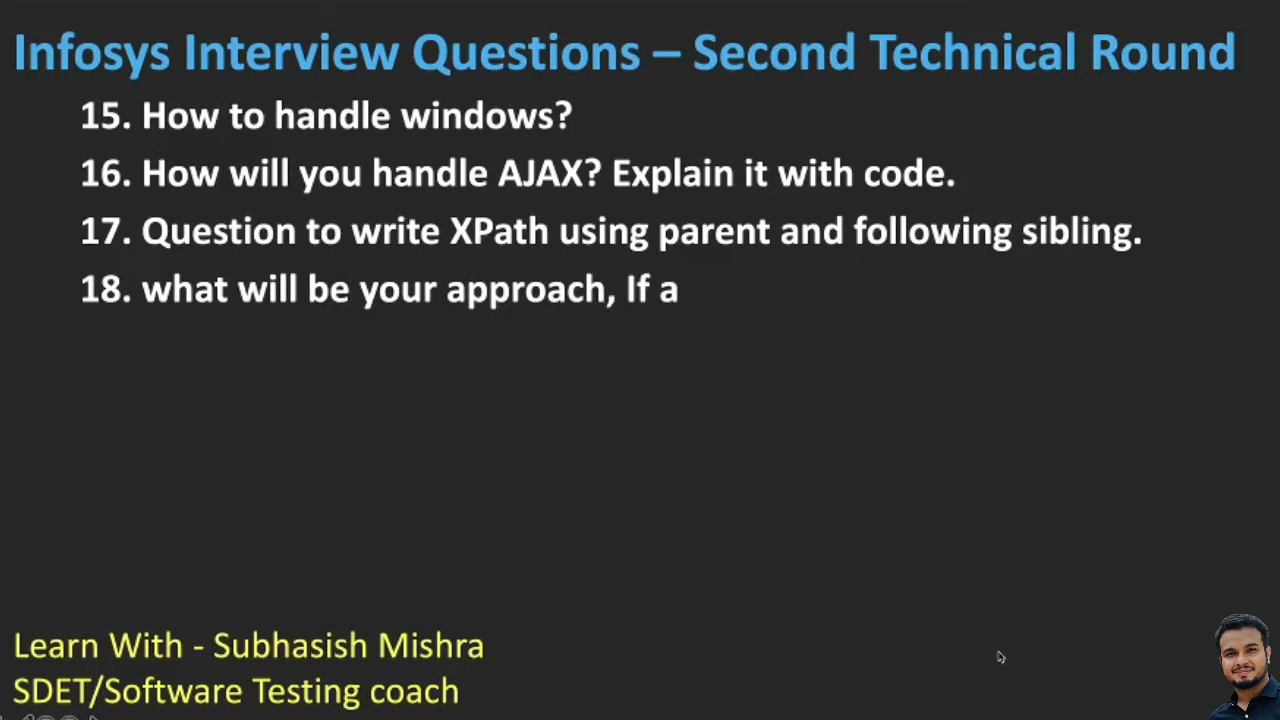 Infosys Interview Questions – Second Technical Round
15. How to handle windows?
16. How will you handle AJAX? Explain it with code.
17. Question to write XPath using parent and following sibling.
18. what will be your approach, If a
Learn With - Subhasish Mishra
SDET/Software Testing coach